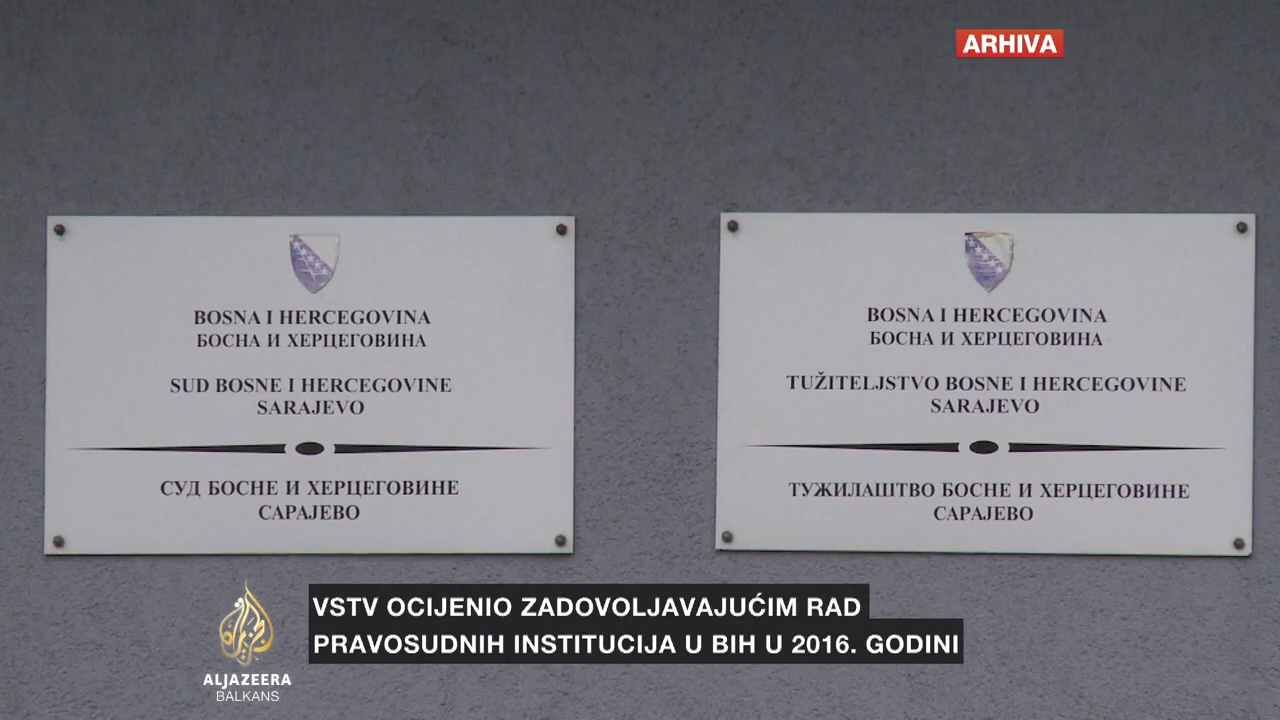 ARHIVA
BOSNA I HERCEGOVINA
БОСНА И ХЕРЦЕГОВИНА
SUD BOSNE I HERCEGOVINE
SARAJEVO
СУД БОСНЕ И ХЕРЦЕГОВИНЕ
САРАЈЕВО
BOSNA I HERCEGOVINA
БОСНА И ХЕРЦЕГОВИНА
TUŽITELJSTVO BOSNE I HERCEGOVINE
SARAJEVO
ТУЖИЛАШТВО БОСНЕ И ХЕРЦЕГОВИНЕ
САРАЈЕВО
VSTV OCIJENIO ZADOVOLJAVAJUĆIM RAD
PRAVOSUDNIH INSTITUCIJA U BIH U 2016. GODINI
ALJAZEERA
BALKANS